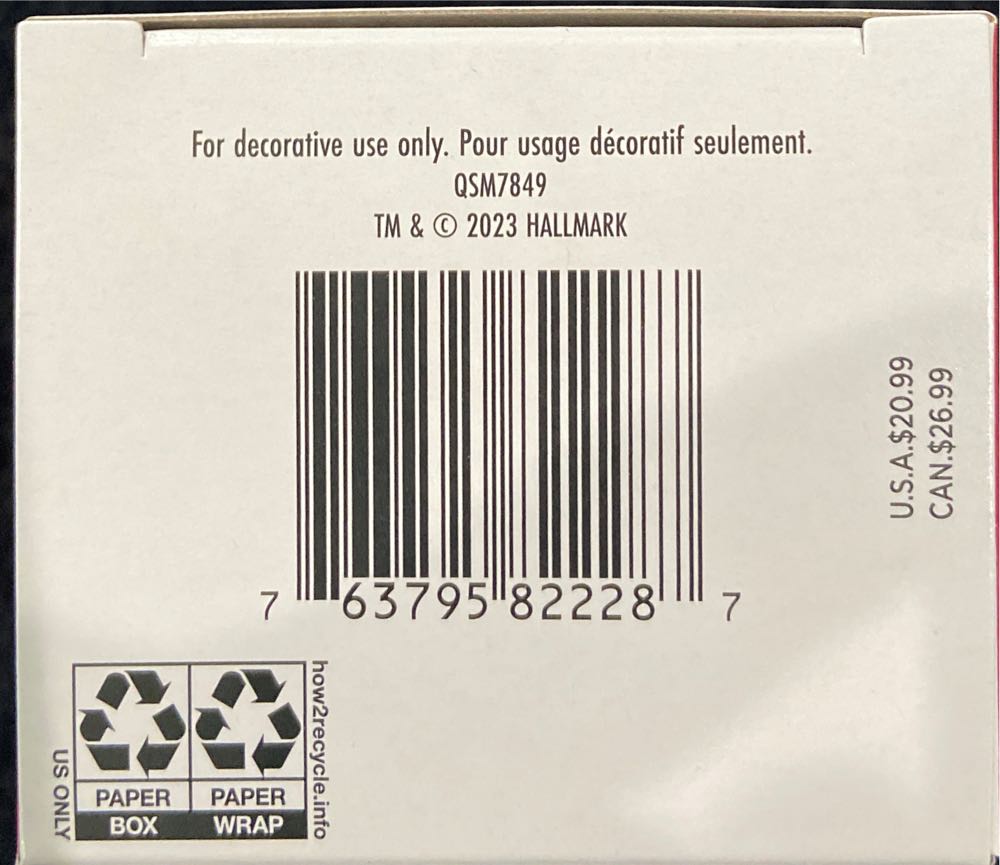 For decorative use only. Pour usage décoratif seulement.
QSM7849
TM & © 2023 HALLMARK
7 63795 82228 7
U.S.A.$20.99
CAN.$26.99
how2recycle.info
US ONLY
PAPER PAPER
BOX WRAP